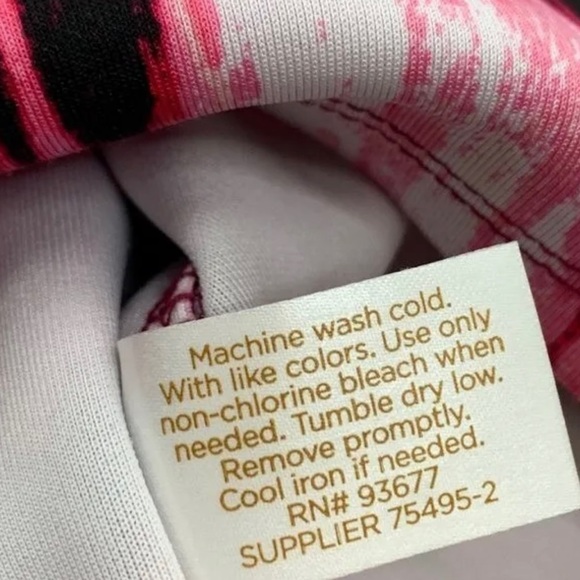 Machine wash cold.
With like colors. Use only
non-chlorine bleach when
needed. Tumble dry low.
Remove promptly.
Cool iron if needed.
RN# 93677
SUPPLIER 75495-2